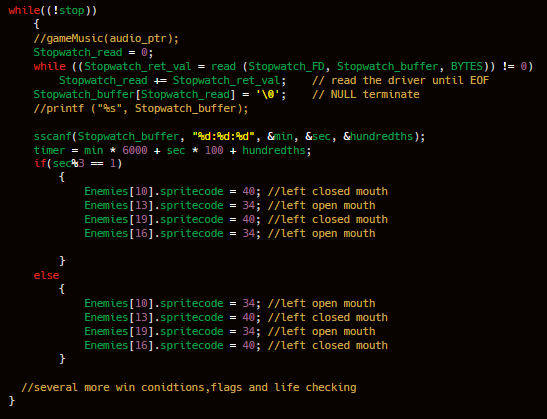 while((!stop))
{
//gameMusic(audio_ptr);
Stopwatch_read = 0;
while ((Stopwatch_ret_val = read (Stopwatch_FD, Stopwatch_buffer, BYTES)) != 0)
Stopwatch_read += Stopwatch_ret_val;    // read the driver until EOF
Stopwatch_buffer[Stopwatch_read] = '\0';    // NULL terminate
//printf ("%s", Stopwatch_buffer);
sscanf(Stopwatch_buffer, "%d:%d:%d", &min, &sec, &hundredths);
timer = min * 6000 + sec * 100 + hundredths;
if(sec%3 == 1)
{
Enemies[10].spritecode = 40; //left closed mouth
Enemies[13].spritecode = 34; //left open mouth
Enemies[19].spritecode = 40; //left closed mouth
Enemies[16].spritecode = 34; //left open mouth
}
else
{
Enemies[10].spritecode = 34; //left open mouth
Enemies[13].spritecode = 40; //left closed mouth
Enemies[19].spritecode = 34; //left open mouth
Enemies[16].spritecode = 40; //left closed mouth
}
//several more win conidtions,flags and life checking
}